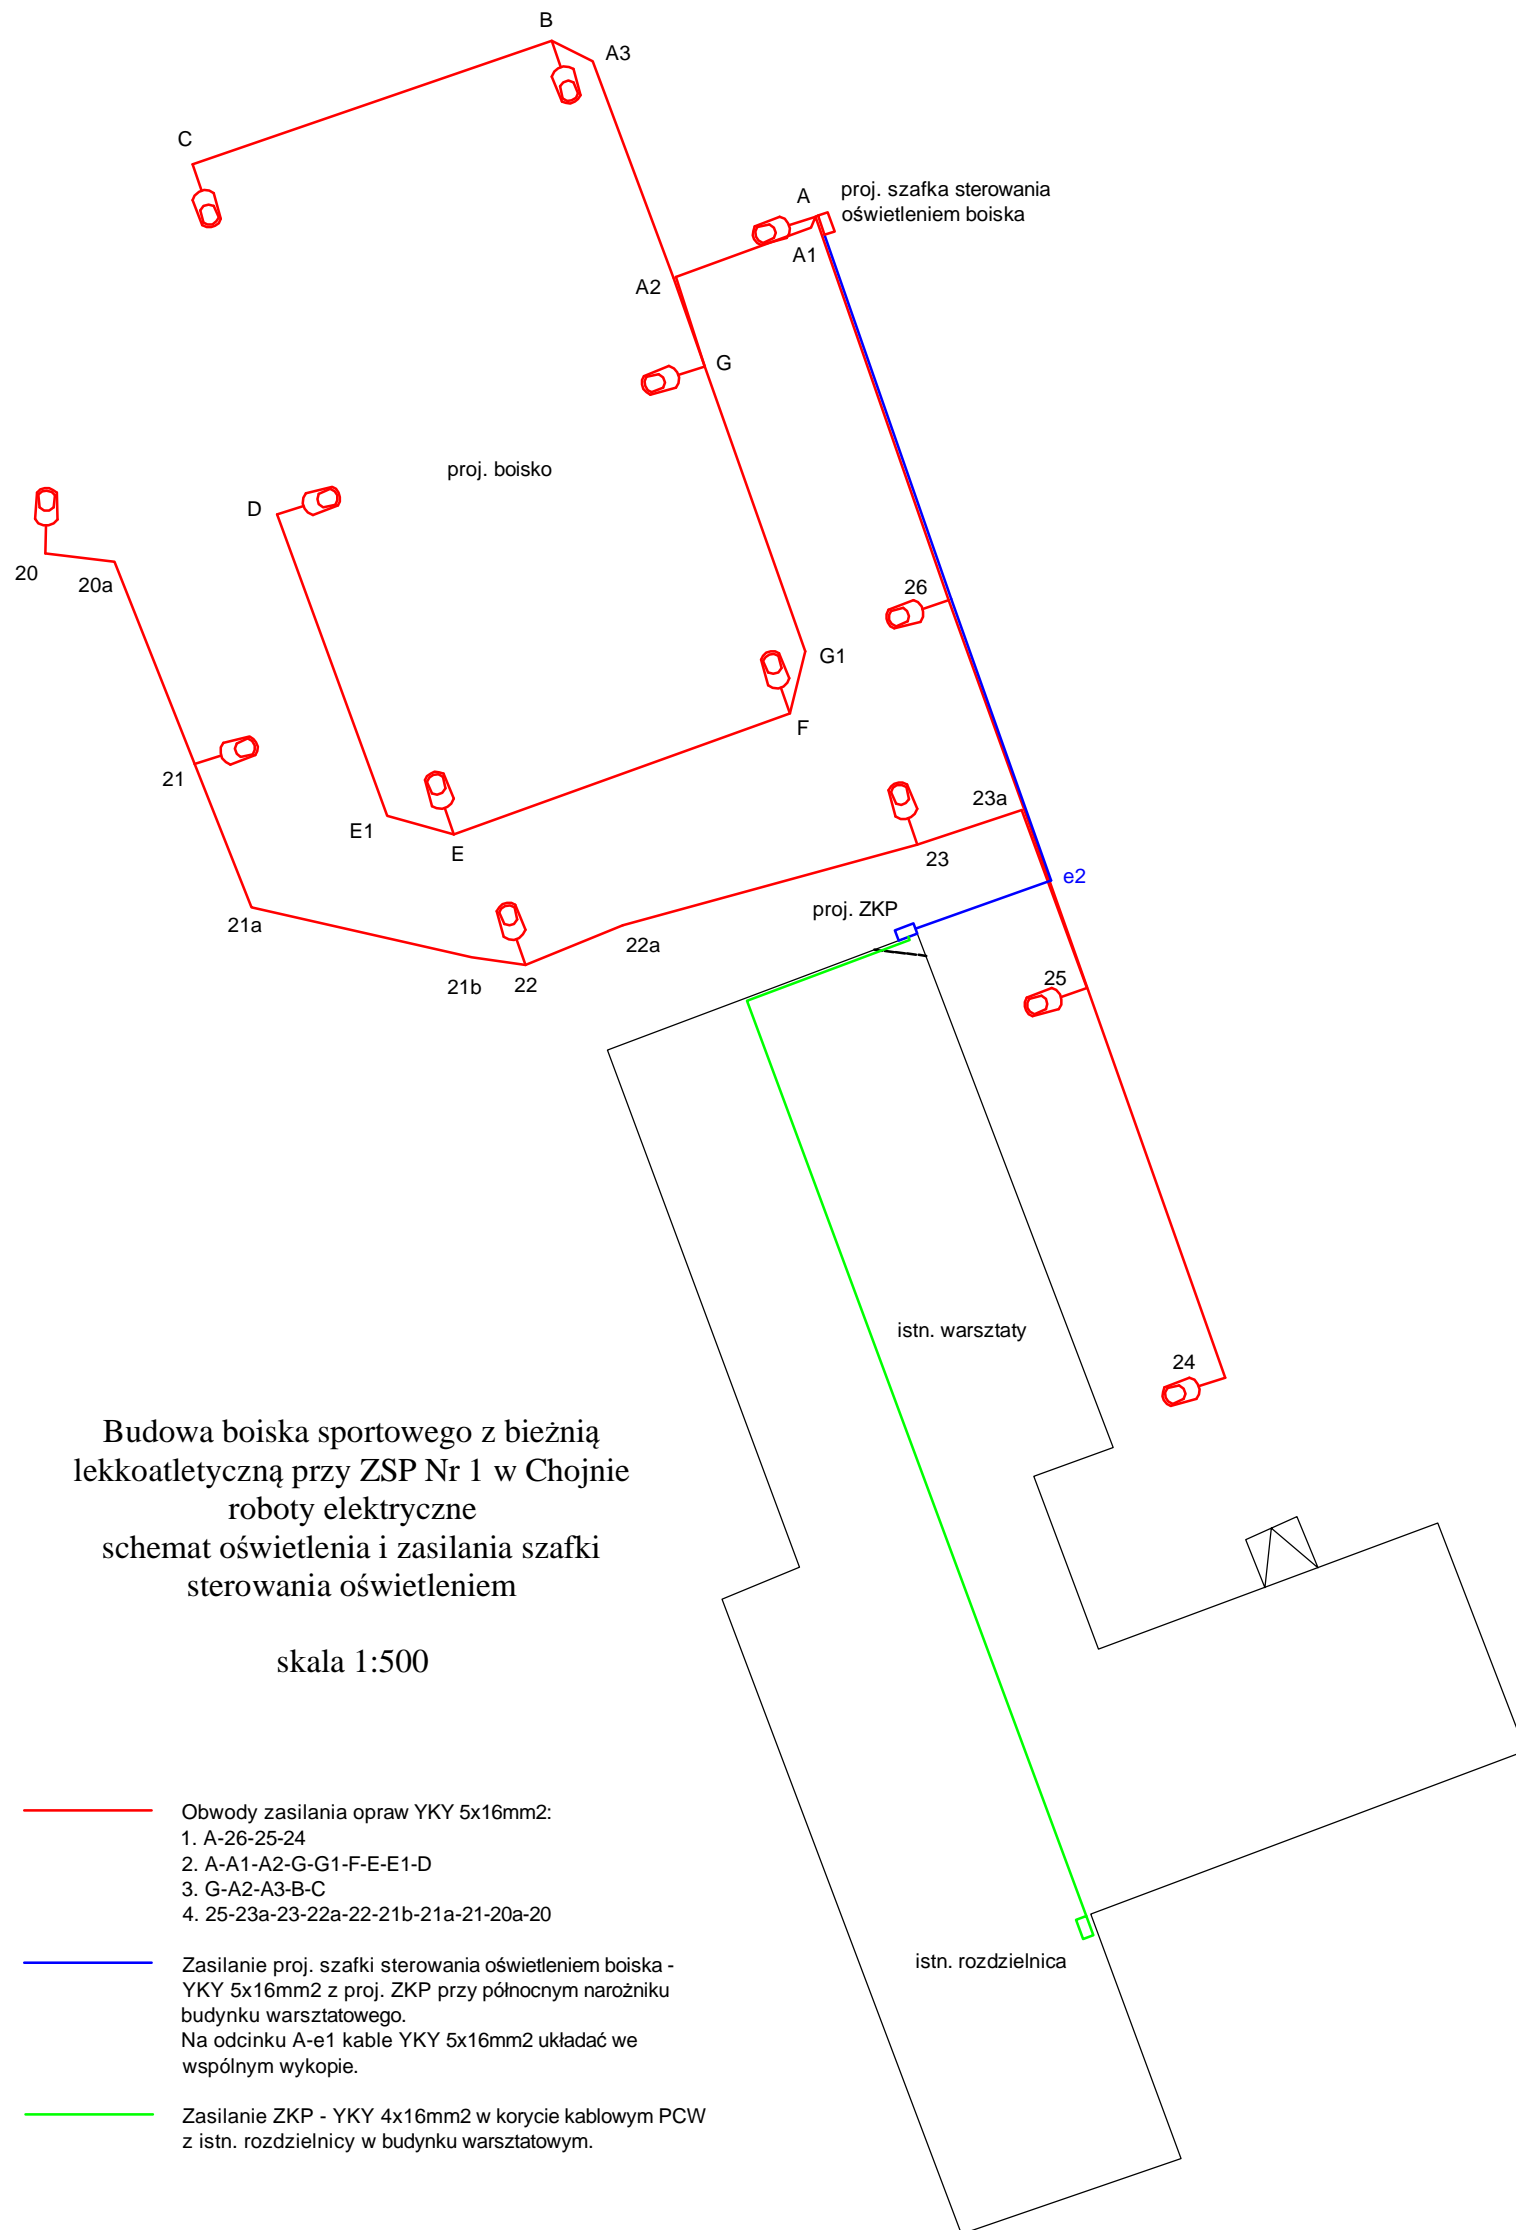 B
A3
C
A
proj. szafka sterowania
oświetleniem boiska
A1
A2
G
proj. boisko
D
20
20a
26
G1
F
21
23a
E1
E
23
e2
proj. ZKP
21a
22a
21b
22
25
istn. warsztaty
24
Budowa boiska sportowego z bieżnią
lekkoatletyczną przy ZSP Nr 1 w Chojnie
roboty elektryczne
schemat oświetlenia i zasilania szafki
sterowania oświetleniem
skala 1:500
Obwody zasilania opraw YKY 5x16mm2:
1. A-26-25-24
2. A-A1-A2-G-G1-F-E-E1-D
3. G-A2-A3-B-C
4. 25-23a-23-22a-22-21b-21a-21-20a-20
Zasilanie proj. szafki sterowania oświetleniem boiska -
YKY 5x16mm2 z proj. ZKP przy północnym narożniku
budynku warsztatowego.
Na odcinku A-e1 kable YKY 5x16mm2 układać we
wspólnym wykopie.
istn. rozdzielnica
Zasilanie ZKP - YKY 4x16mm2 w korycie kablowym PCW
z istn. rozdzielnicy w budynku warsztatowym.